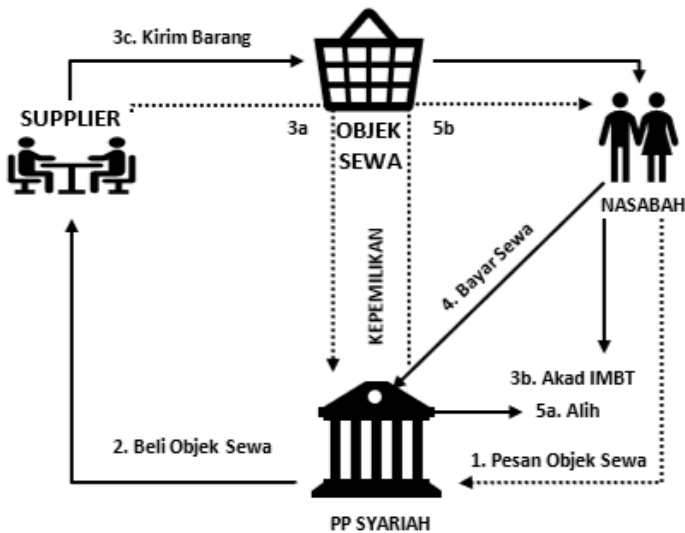 3c. Kirim Barang
SUPPLIER
3a
OBJEK
SEWA
5b
NASABAH
KEPEMILIKAN
4. Bayar Sewa
3b. Akad IMBT
5a. Alih
2. Beli Objek Sewa
1. Pesan Objek Sewa
PP SYARIAH